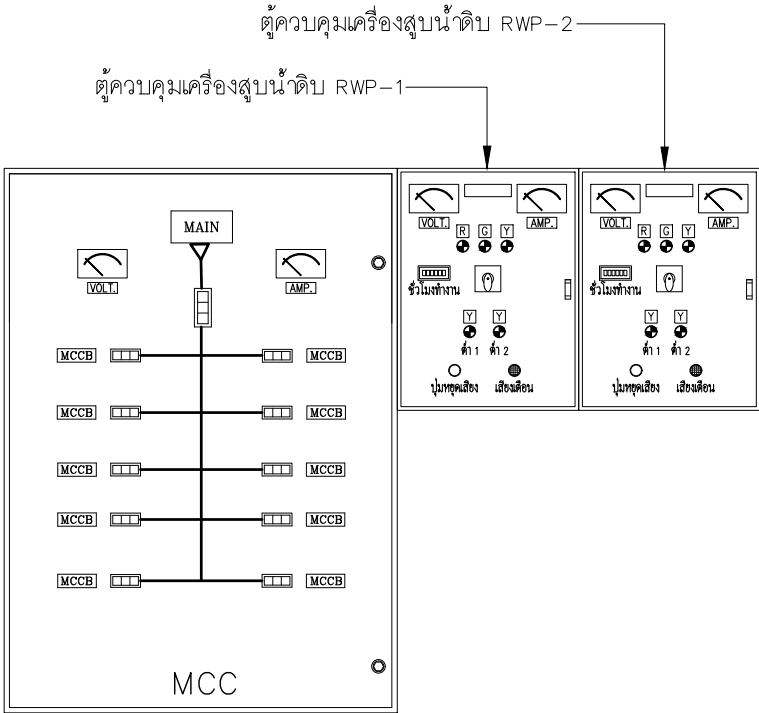 ตู้ควบคุมเครื่องสูบน้ำดิบ RWP-2
ตู้ควบคุมเครื่องสูบน้ำดิบ RWP-1
MAIN
VOLT.
AMP.
MCCB
MCCB
MCCB
MCCB
MCCB
MCCB
MCCB
MCCB
MCCB
MCCB
MCC
VOLT.
AMP.
R G Y
ชั่วโมงทำงาน
Y Y
ต่ำ 1 ต่ำ 2
ปุ่มหยุดเสียง เสียงเตือน
VOLT.
AMP.
R G Y
ชั่วโมงทำงาน
Y Y
ต่ำ 1 ต่ำ 2
ปุ่มหยุดเสียง เสียงเตือน